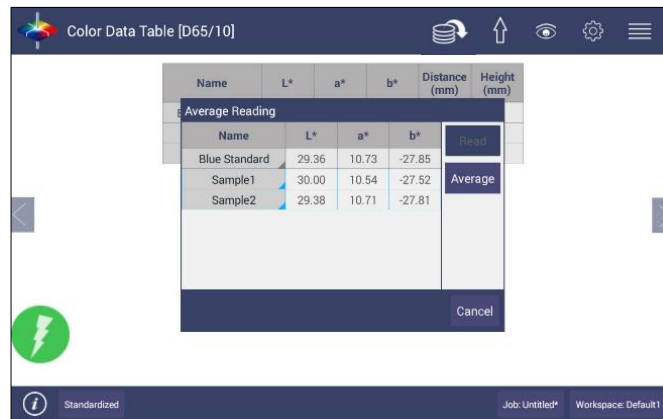 Color Data Table [D65/10]
Name L* a* b* Distance (mm) Height (mm)
Average Reading
Name L* a* b*
Read
Blue Standard 29.36 10.73 -27.85
Sample1 30.00 10.54 -27.52
Average
Sample2 29.38 10.71 -27.81
Cancel
i Standardized Job: Untitled* Workspace: Default1